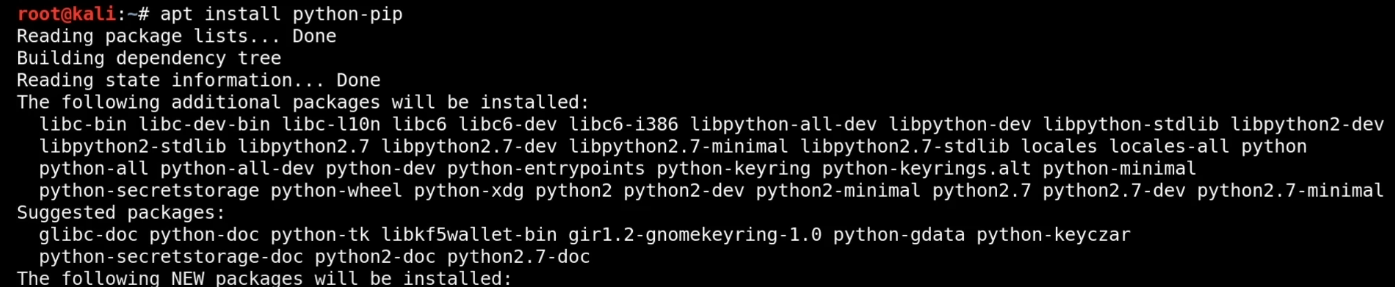 root@kali:~# apt install python-pip
Reading package lists... Done
Building dependency tree
Reading state information... Done
The following additional packages will be installed:
libc-bin libc-dev-bin libc-l10n libc6 libc6-dev libc6-i386 libpython-all-dev libpython-dev libpython-stdlib libpython2-dev
libpython2-stdlib libpython2.7 libpython2.7-dev libpython2.7-minimal libpython2.7-stdlib locales locales-all python
python-all python-all-dev python-dev python-entrypoints python-keyring python-keyrings.alt python-minimal
python-secretstorage python-wheel python-xdg python2 python2-dev python2-minimal python2.7 python2.7-dev python2.7-minimal
Suggested packages:
glibc-doc python-doc python-tk libkf5wallet-bin gir1.2-gnomekeyring-1.0 python-gdata python-keyczar
python-secretstorage-doc python2-doc python2.7-doc
The following NEW packages will be installed: